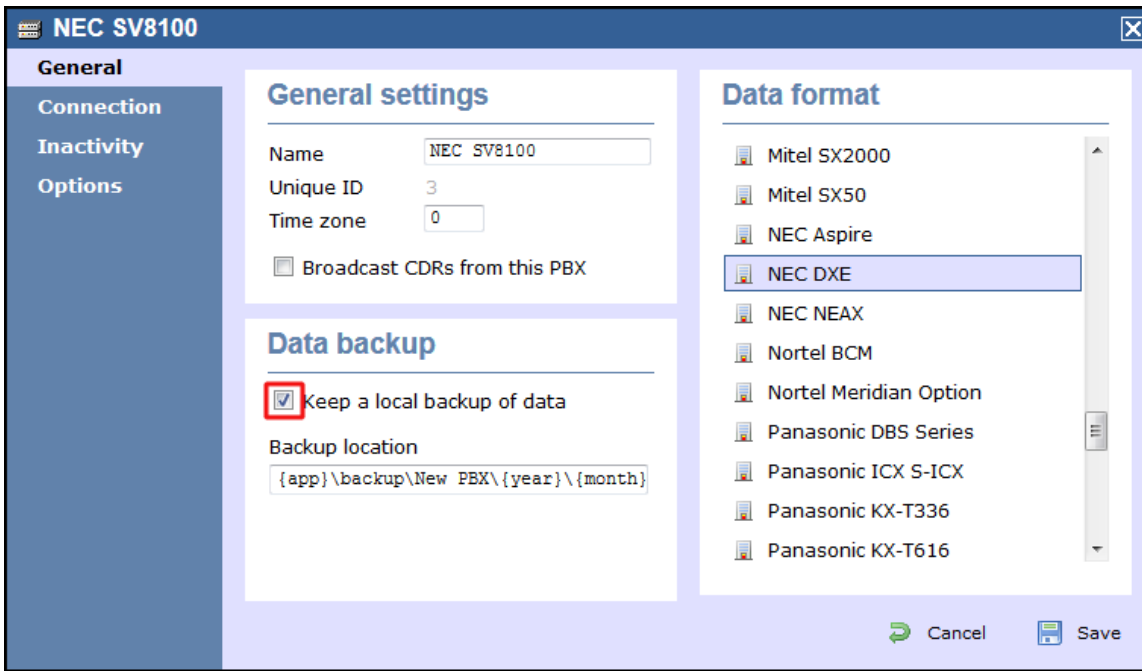 NEC SV8100
General
Connection
Inactivity
Options
General settings
Name NEC SV8100
Unique ID 3
Time zone 0
Broadcast CDRs from this PBX
Data backup
Keep a local backup of data
Backup location
{app}\backup\New PBX\{year}\{month}
Data format
Mitel SX2000
Mitel SX50
NEC Aspire
NEC DXE
NEC NEAX
Nortel BCM
Nortel Meridian Option
Panasonic DBS Series
Panasonic ICX S-ICX
Panasonic KX-T336
Panasonic KX-T616
Cancel Save